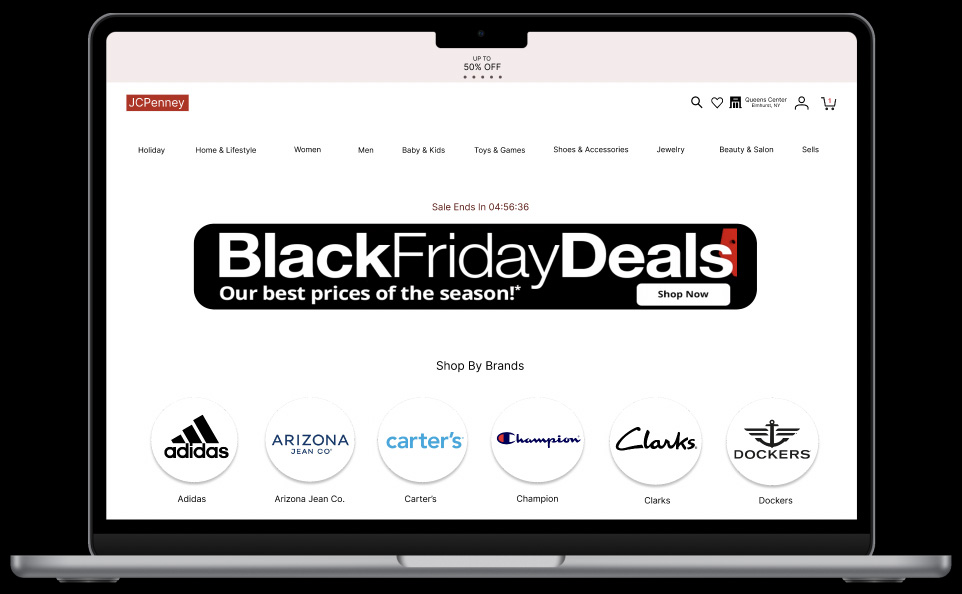 UP TO
50% OFF
JCPenney
Queens Center
Elmhurst, NY
1
Holiday
Home & Lifestyle
Women
Men
Baby & Kids
Toys & Games
Shoes & Accessories
Jewelry
Beauty & Salon
Sells
Sale Ends In 04:56:36
BlackFridayDeals
Our best prices of the season!*
Shop Now
Shop By Brands
adidas
ARIZONA
JEAN CO
carter's
Champion
Clarks
DOCKERS
Adidas
Arizona Jean Co.
Carter's
Champion
Clarks
Dockers